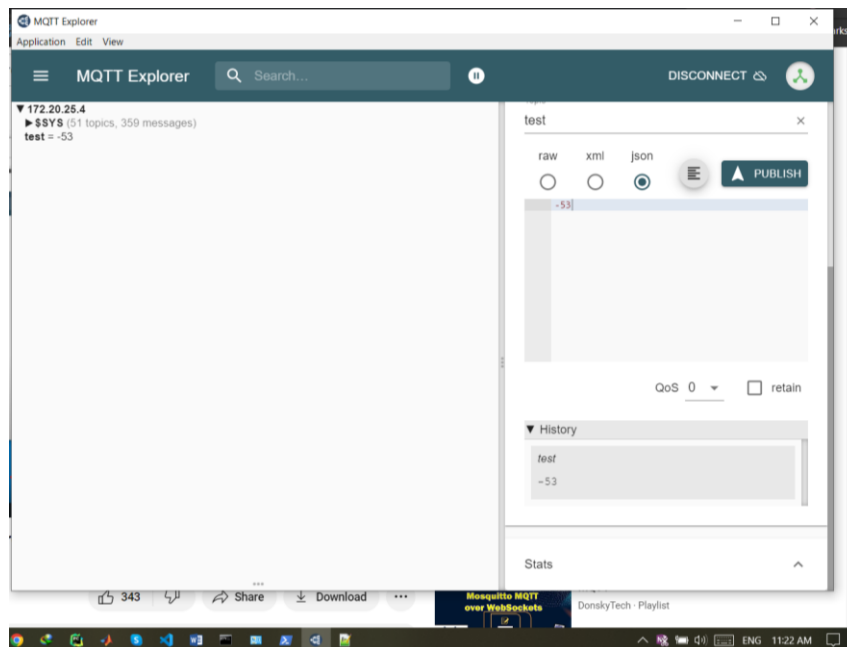 MQTT Explorer
Application Edit View
MQTT Explorer
Search...
DISCONNECT
▼ 172.20.25.4
▶ $SYS (51 topics, 359 messages)
test = -53
test
raw xml json
PUBLISH
-53
QoS 0
retain
▼ History
test
-53
Stats
343
Share
Download
Mosquitto MQTT
over WebSockets
DonskyTech · Playlist
ENG 11:22 AM